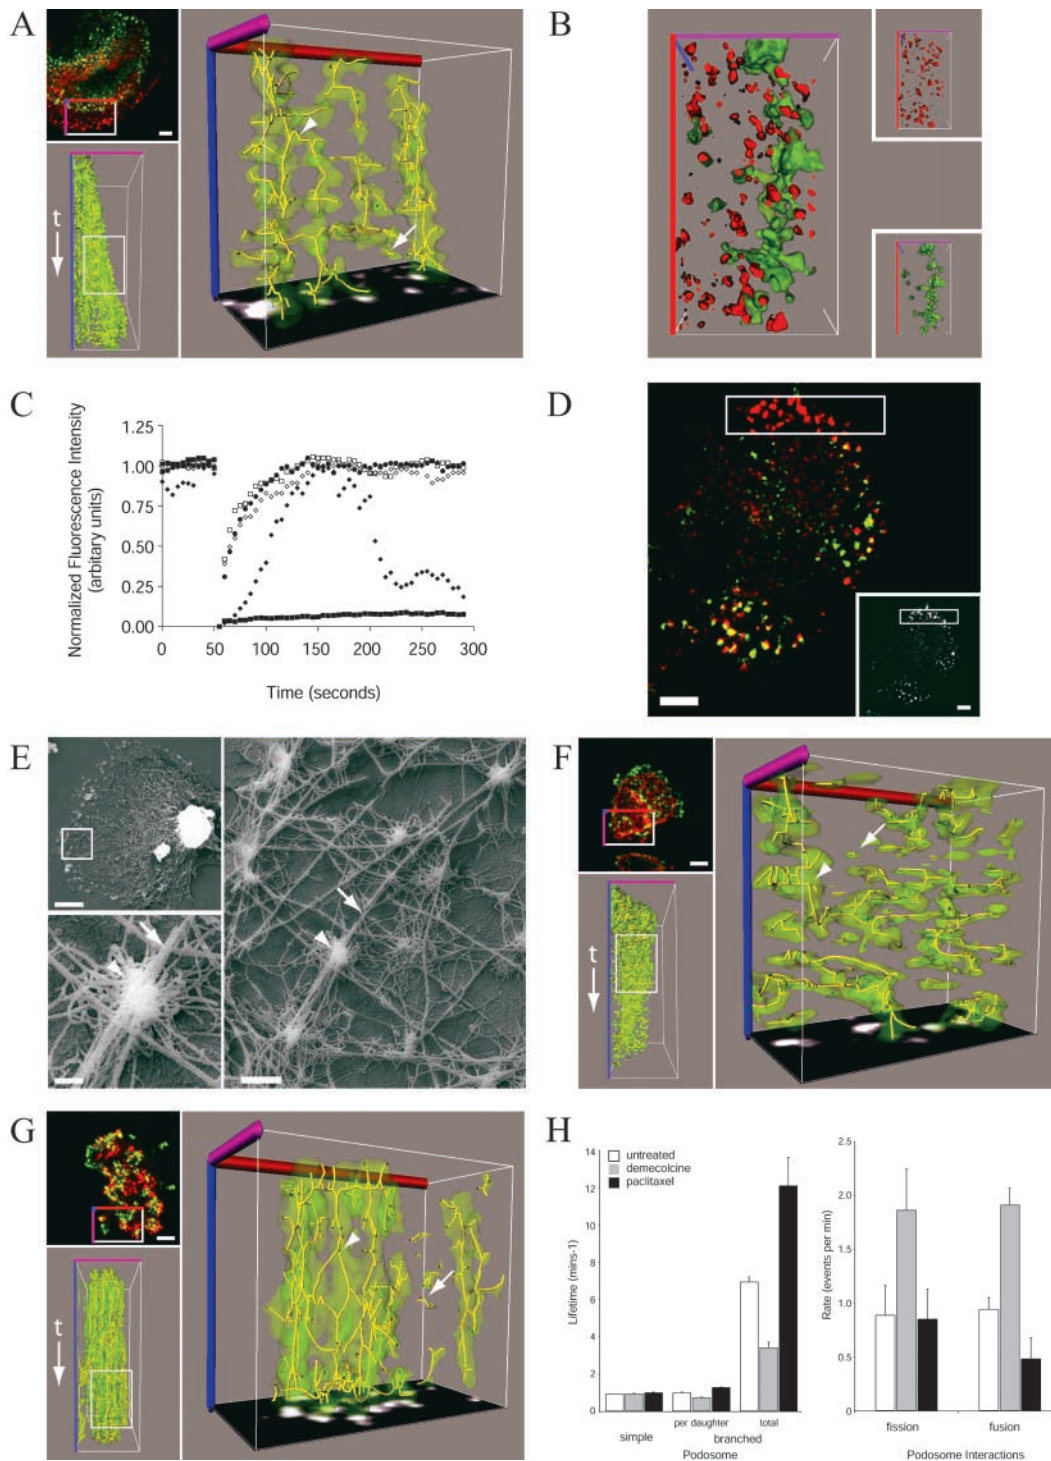 A
t
B
C
Normalized Fluorescence Intensity
(arbitary units)
1.25
1.00
0.75
0.50
0.25
0.00
0 50 100 150 200 250 300
Time (seconds)
D
E
F
t
G
t
H
untreated
demecolcine
paclitaxel
Lifetime (mins-1)
14
12
10
8
6
4
2
0
per daughter total
simple branched
Podosome
Rate (events per min)
2.5
2.0
1.5
1.0
0.5
0
fission fusion
Podosome Interactions